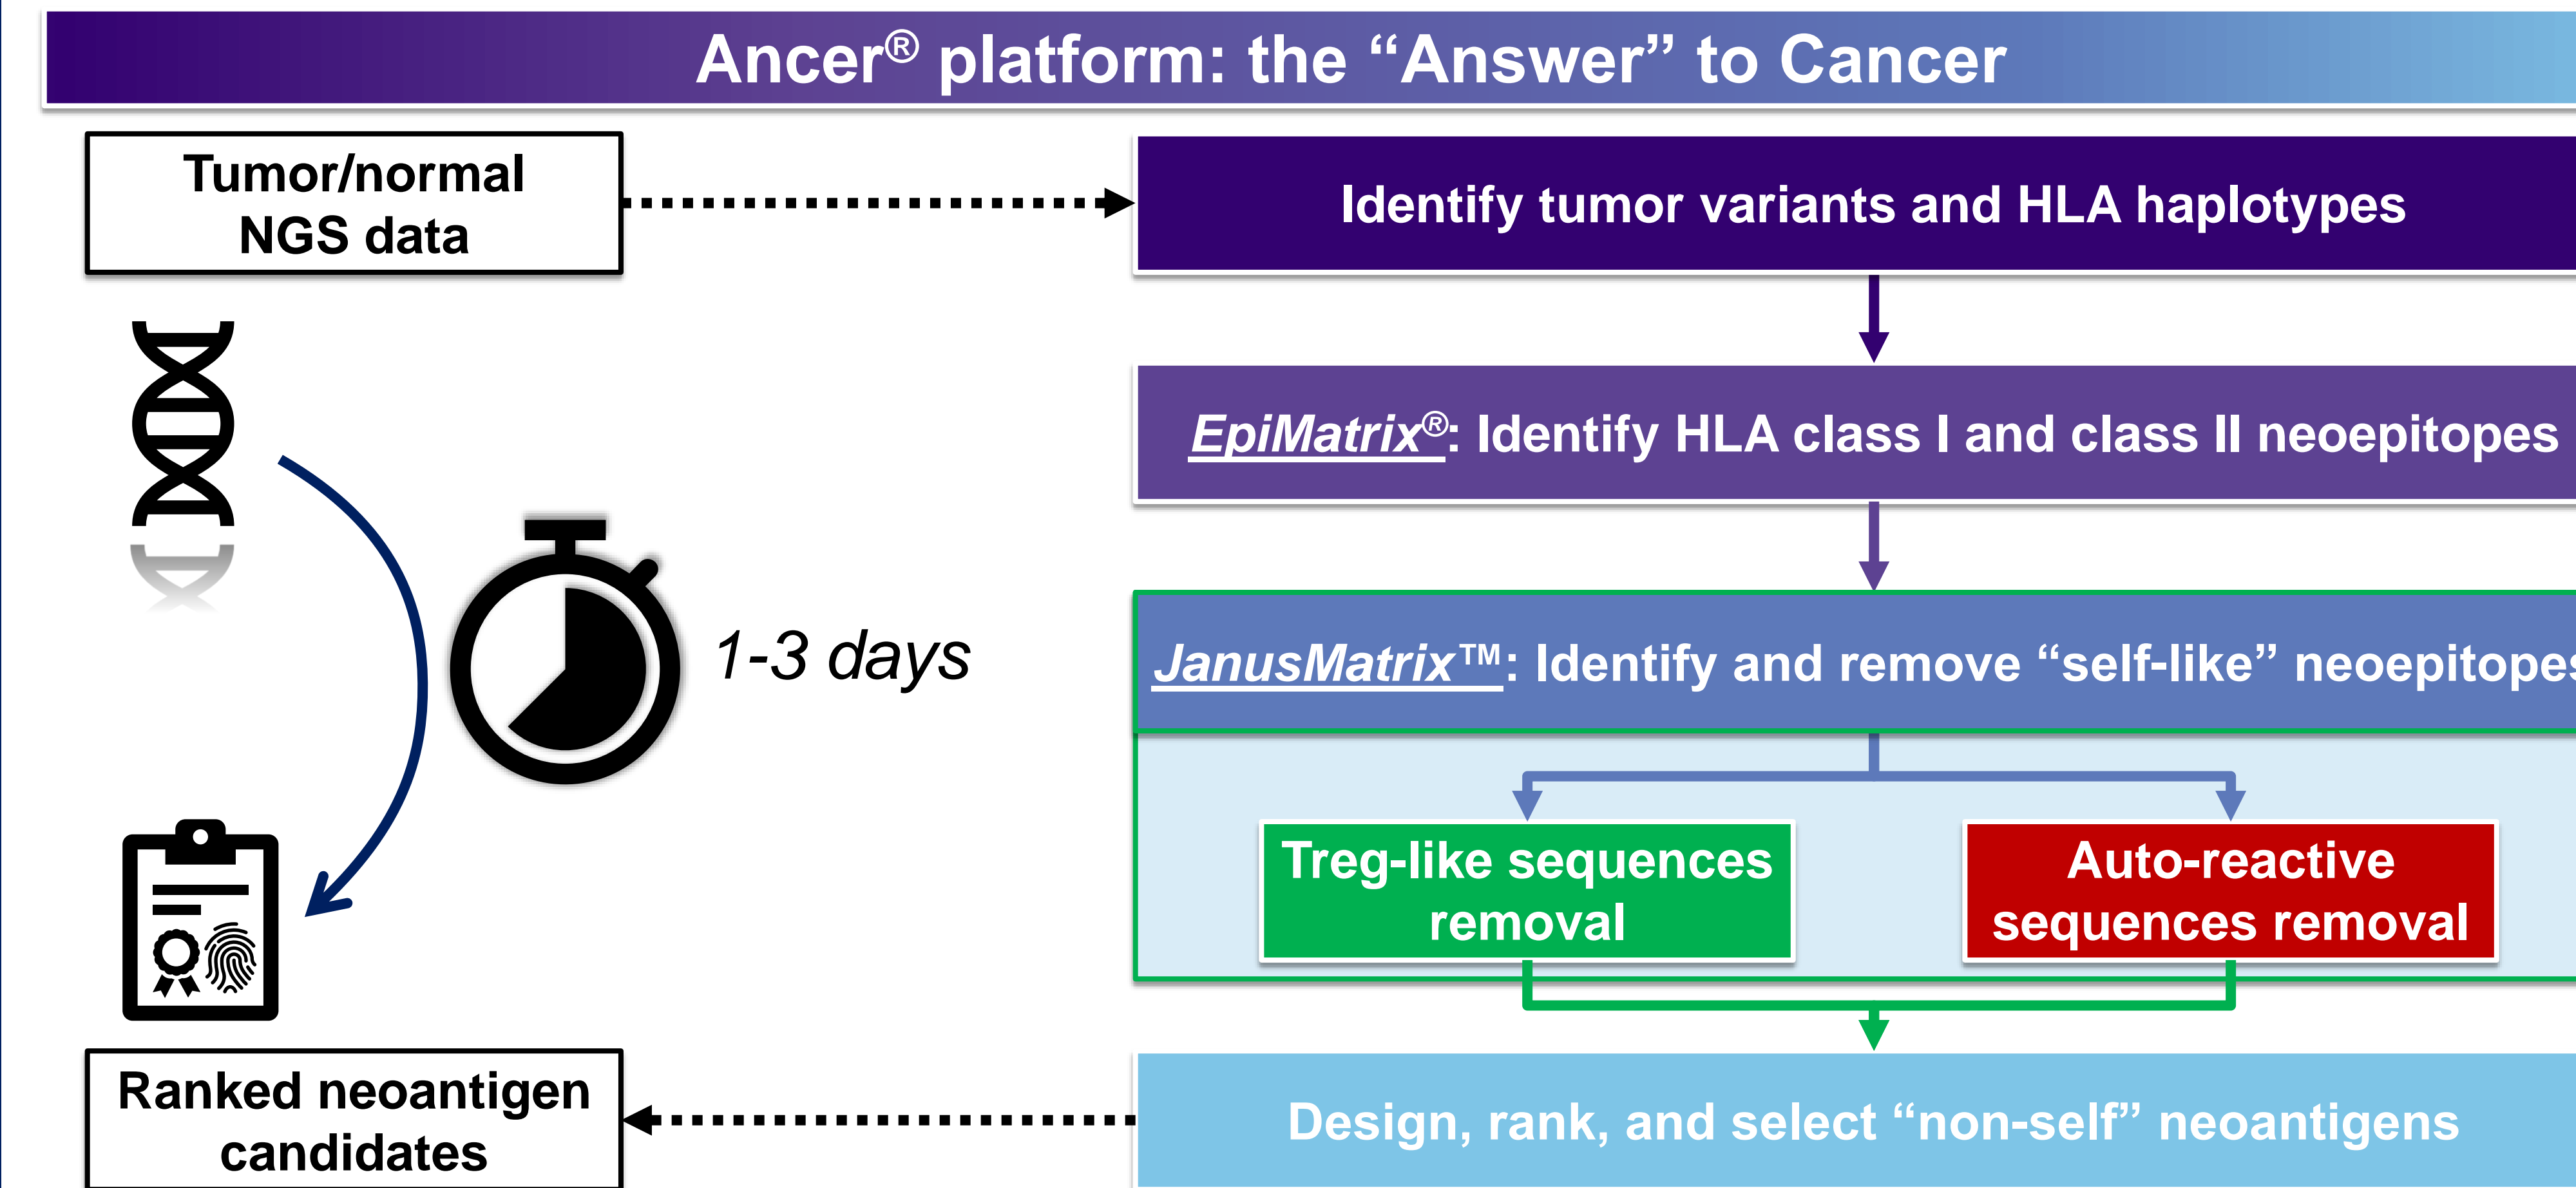 Ancer® platform: the “Answer” to Cancer
Tumor/normal
NGS data
Identify tumor variants and HLA haplotypes
EpiMatrix®: Identify HLA class I and class II neoepitopes
1-3 days
JanusMatrix™: Identify and remove “self-like” neoepitopes
Treg-like sequences
removal
Auto-reactive
sequences removal
Ranked neoantigen
candidates
Design, rank, and select “non-self” neoantigens